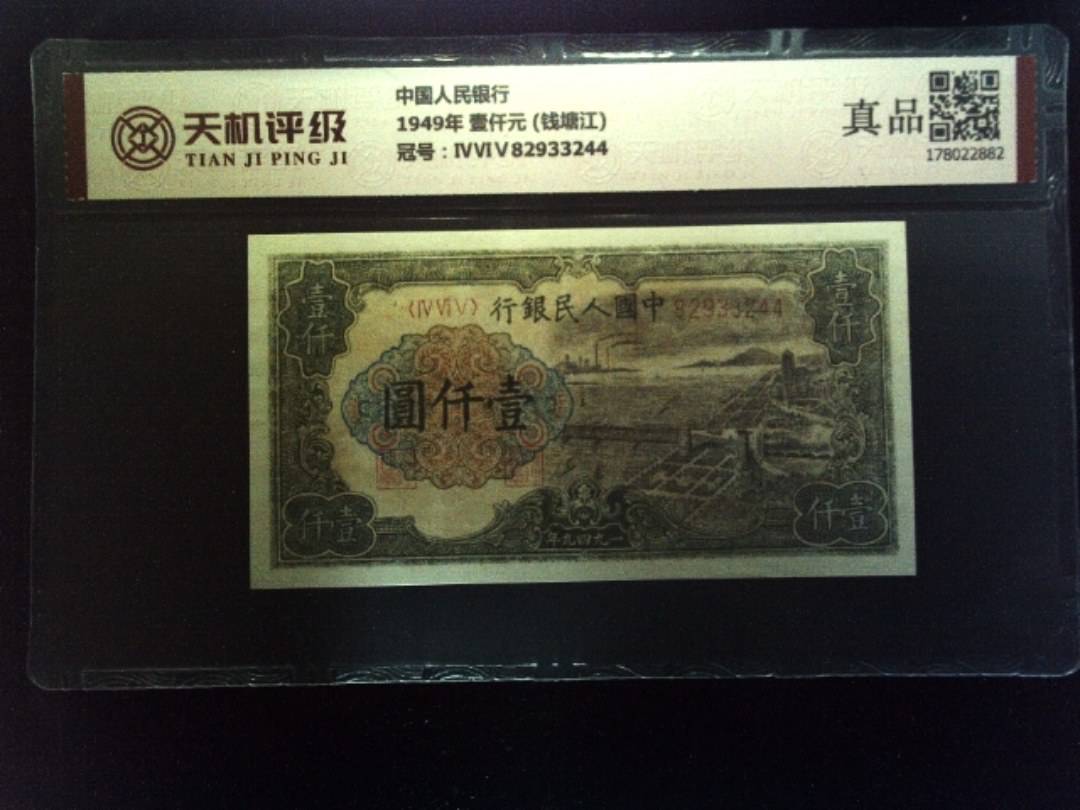 天机评级
TIAN JI PING JI
中国人民银行
1949年 壹仟元 (钱塘江)
冠号：ⅣⅥⅤ82933244
真品
178022882
壹仟
壹仟
〈ⅣⅥⅤ〉
行銀民人國中
82933244
圓仟壹
仟壹
年九四九一
仟壹